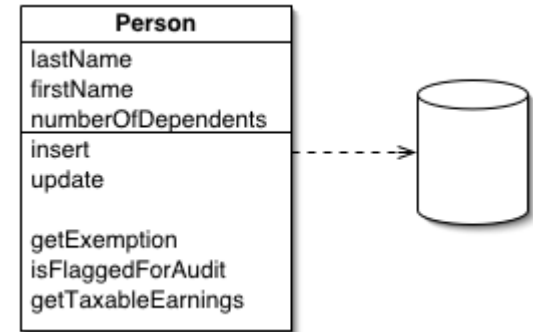 Person
lastName
firstName
numberOfDependents
insert
update
getExemption
isFlaggedForAudit
getTaxableEarnings